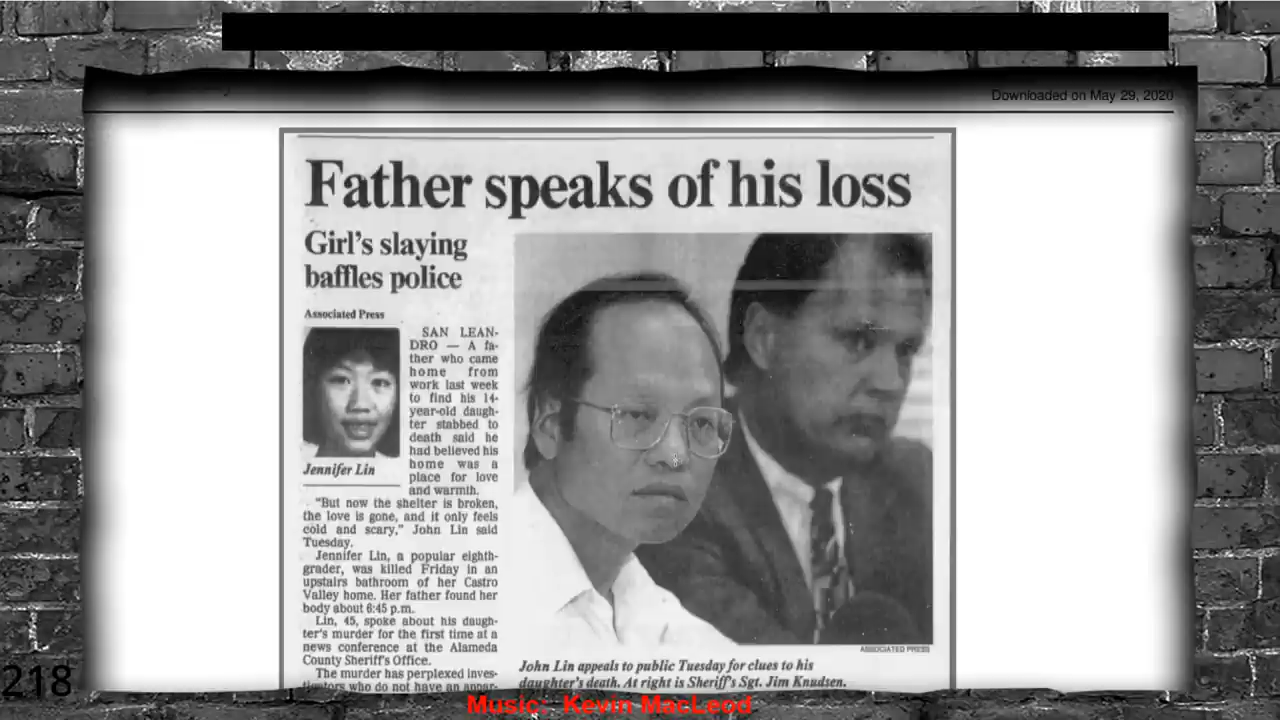 Downloaded on May 29, 2020
Father speaks of his loss
Girl's slaying
baffles police
Associated Press
SAN LEAN-
DRO — A fa-
ther who came
home from
work last week
to find his 14-
year-old daugh-
ter stabbed to
death said he
had believed his
home was a
place for love
and warmth.
Jennifer Lin
"But now the shelter is broken,
the love is gone, and it only feels
cold and scary," John Lin said
Tuesday.
Jennifer Lin, a popular eighth-
grader, was killed Friday in an
upstairs bathroom of her Castro
Valley home. Her father found her
body about 6:45 p.m.
Lin, 45, spoke about his daugh-
ter's murder for the first time at a
news conference at the Alameda
County Sheriff's Office.
The murder has perplexed inves-
tigators who do not have an appar-
ASSOCIATED PRESS
John Lin appeals to public Tuesday for clues to his
daughter's death. At right is Sheriff's Sgt. Jim Knudsen.
218
Music: Kevin MacLeod